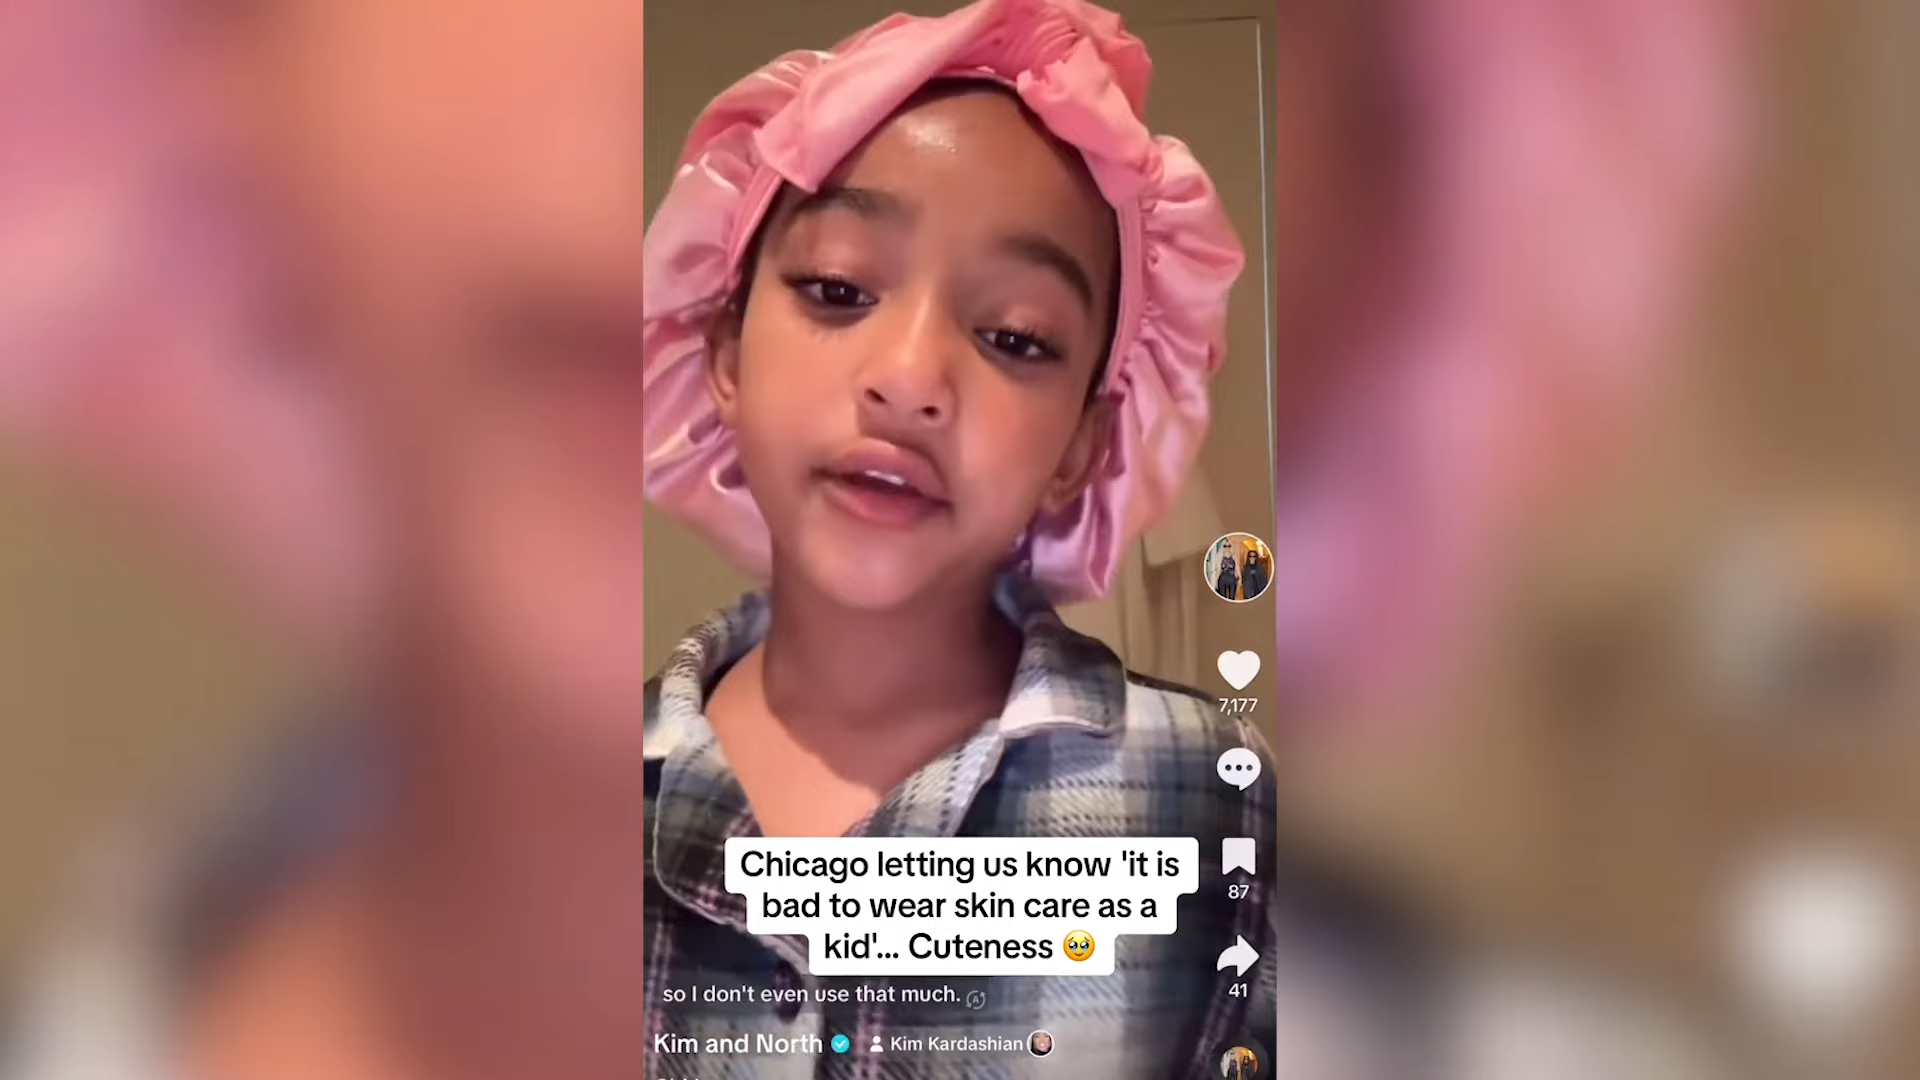 7,177
Chicago letting us know 'it is
bad to wear skin care as a
kid'... Cuteness 🥹
87
so I don't even use that much.
41
Kim and North
Kim Kardashian